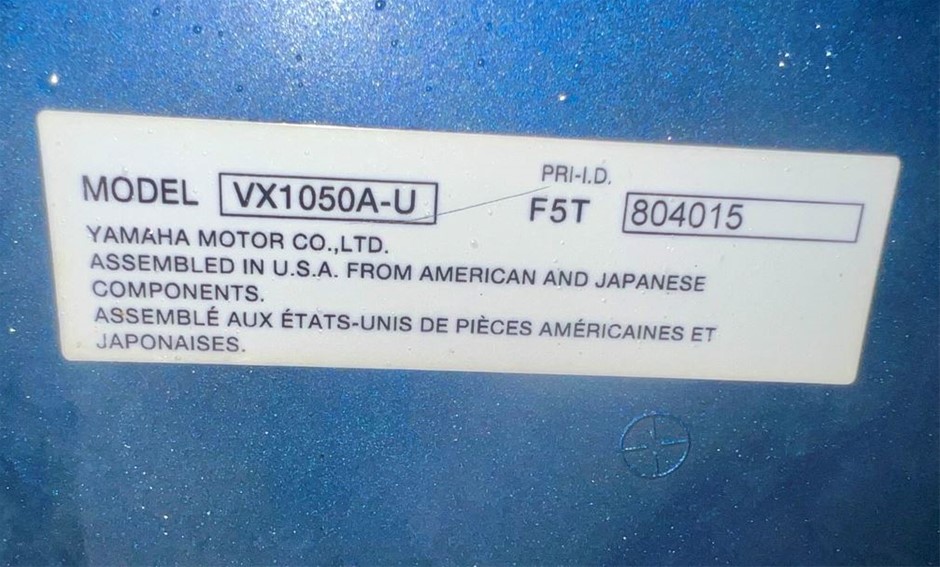 PRI-I.D.
MODEL VX1050A-U F5T 804015
YAMAHA MOTOR CO.,LTD.
ASSEMBLED IN U.S.A. FROM AMERICAN AND JAPANESE
COMPONENTS.
ASSEMBLÉ AUX ÉTATS-UNIS DE PIÈCES AMÉRICAINES ET
JAPONAISES.